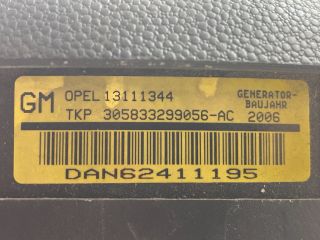 GM OPEL 13111344 GENERATOR-
BAUJAHR
TKP 305833299056-AC 2006
DAN62411195